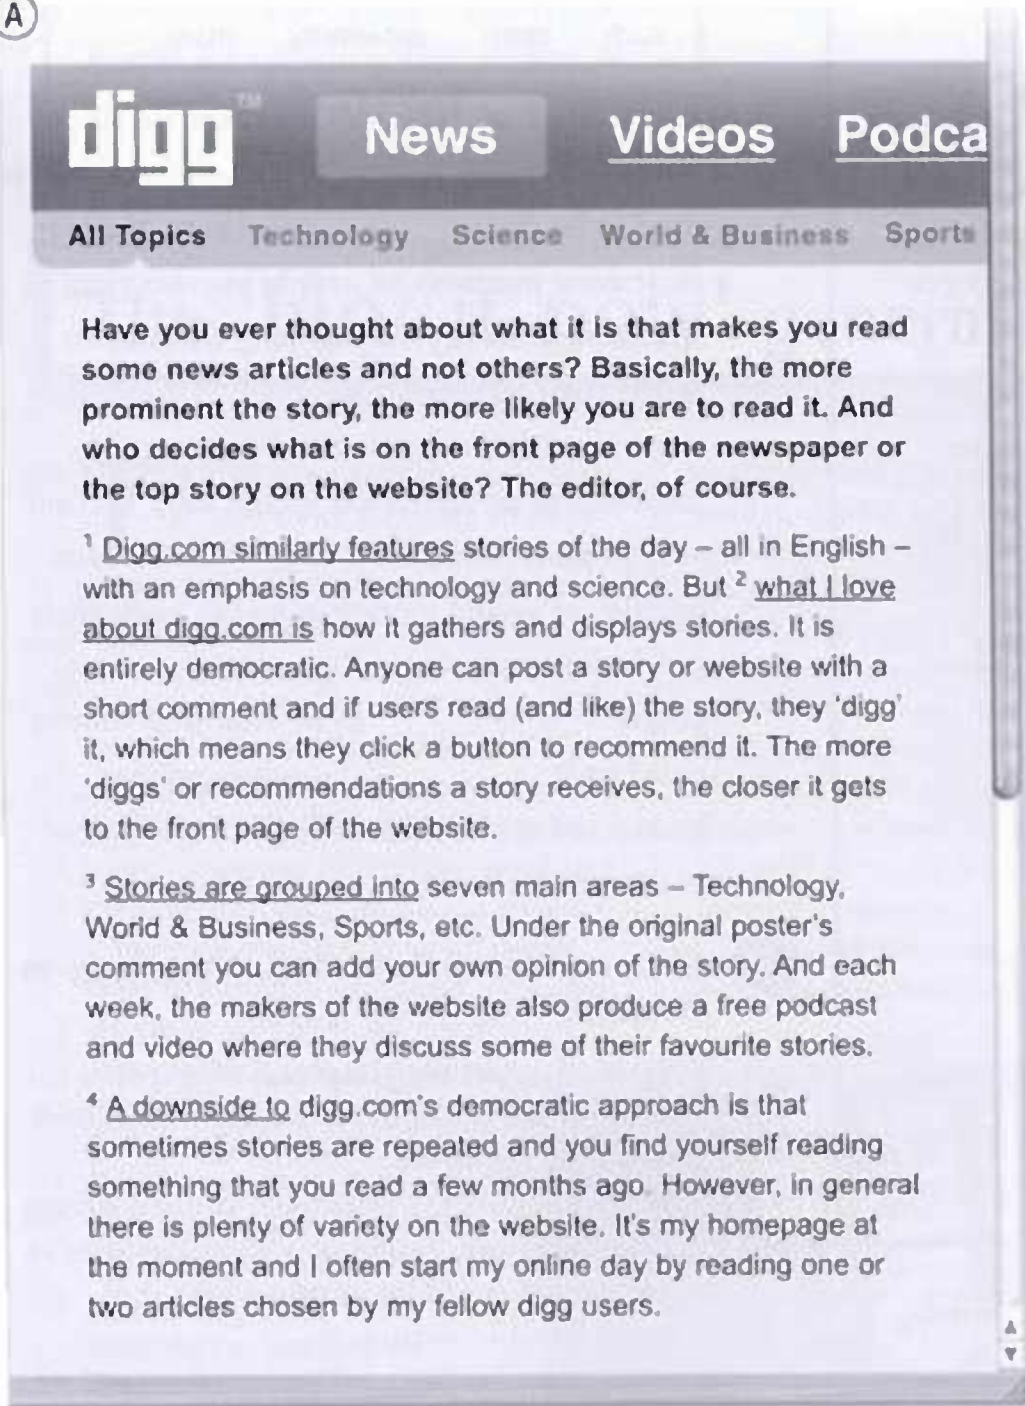 A
digg™ News Videos Podca
All Topics Technology Science World & Business Sports
Have you ever thought about what it is that makes you read
some news articles and not others? Basically, the more
prominent the story, the more likely you are to read it. And
who decides what is on the front page of the newspaper or
the top story on the website? The editor, of course.
¹ Digg.com similarly features stories of the day – all in English –
with an emphasis on technology and science. But ² what I love
about digg.com is how it gathers and displays stories. It is
entirely democratic. Anyone can post a story or website with a
short comment and if users read (and like) the story, they 'digg'
it, which means they click a button to recommend it. The more
'diggs' or recommendations a story receives, the closer it gets
to the front page of the website.
³ Stories are grouped into seven main areas – Technology,
World & Business, Sports, etc. Under the original poster's
comment you can add your own opinion of the story. And each
week, the makers of the website also produce a free podcast
and video where they discuss some of their favourite stories.
⁴ A downside to digg.com's democratic approach is that
sometimes stories are repeated and you find yourself reading
something that you read a few months ago. However, in general
there is plenty of variety on the website. It's my homepage at
the moment and I often start my online day by reading one or
two articles chosen by my fellow digg users.